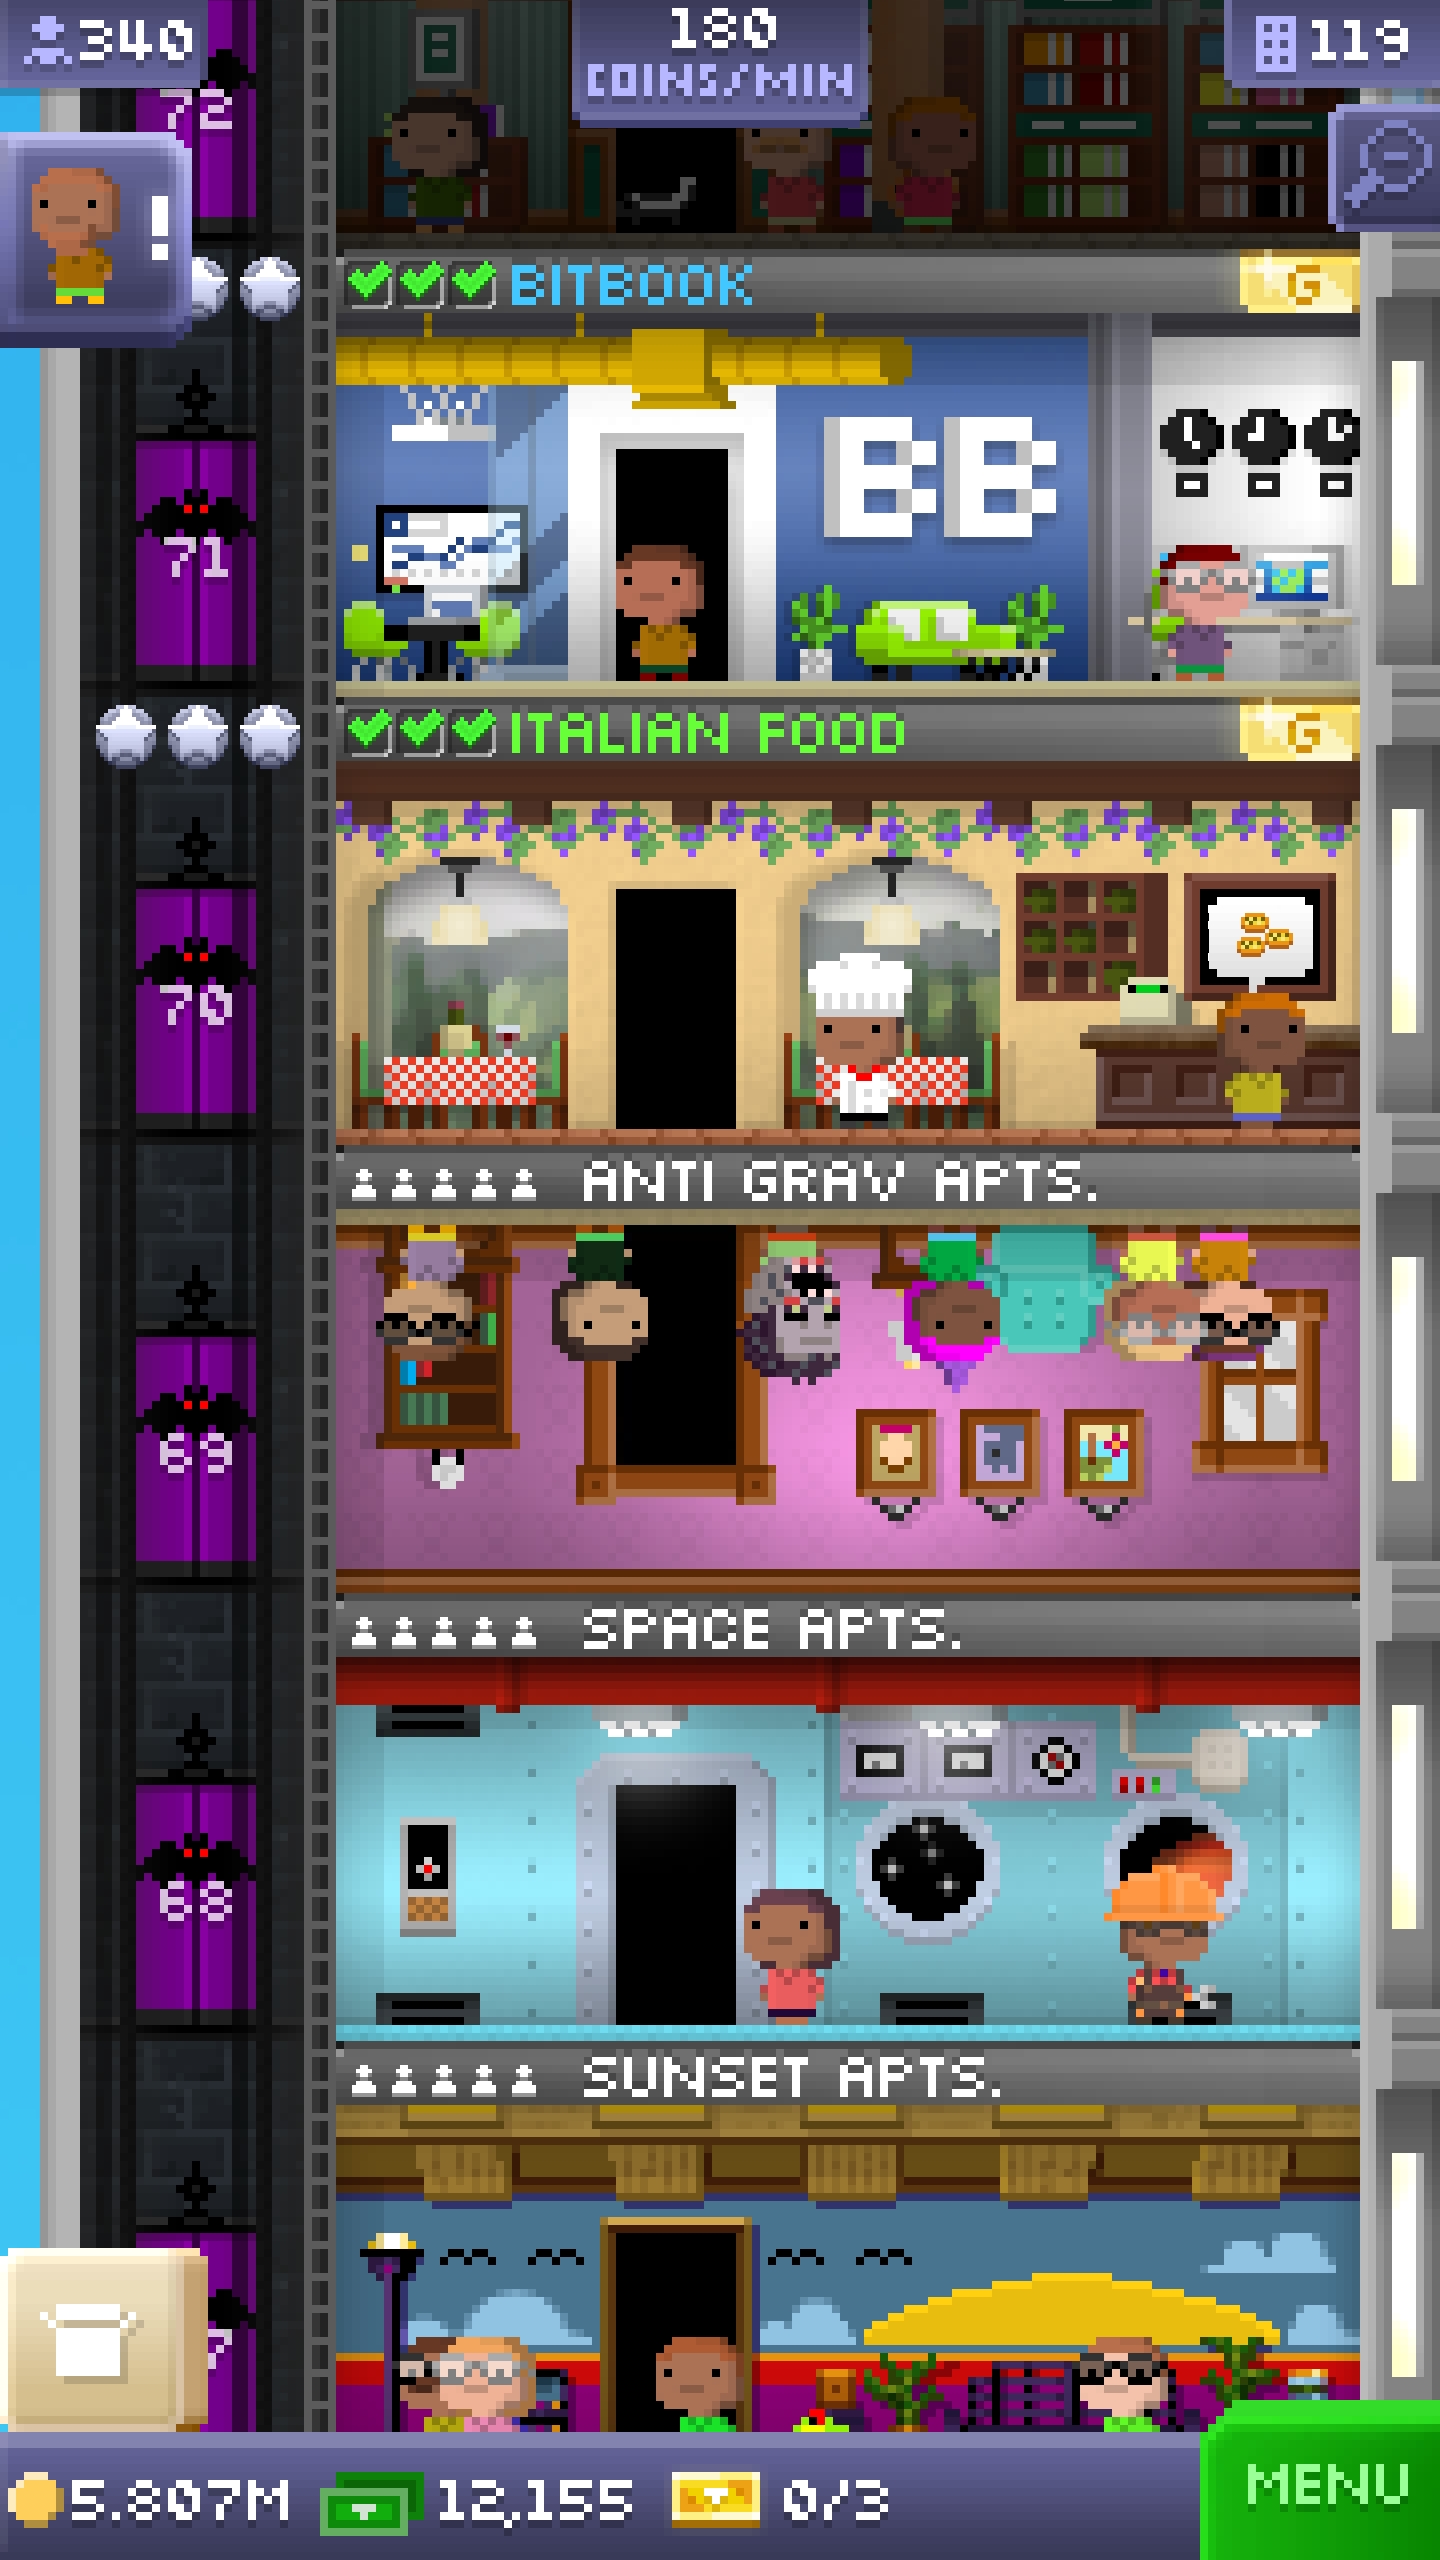 340
180
COINS/MIN
119
72
!
BITBOOK
G
BB
71
ITALIAN FOOD
G
70
ANTI GRAV APTS.
69
SPACE APTS.
68
SUNSET APTS.
7
5.807M
12,155
0/3
MENU